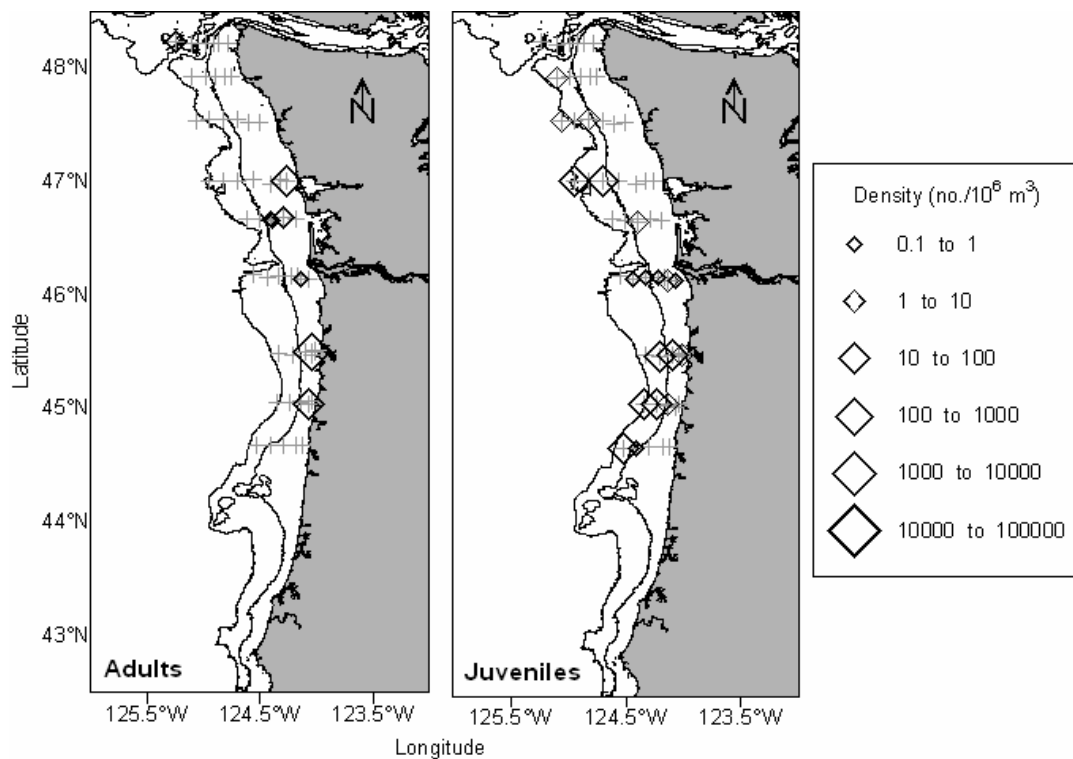 48°N
47°N
46°N
45°N
44°N
43°N
Latitude
N
Adults
125.5°W
124.5°W
123.5°W
N
Juveniles
125.5°W
124.5°W
123.5°W
Longitude
Density (no./10⁶ m³)
0.1 to 1
1 to 10
10 to 100
100 to 1000
1000 to 10000
10000 to 100000